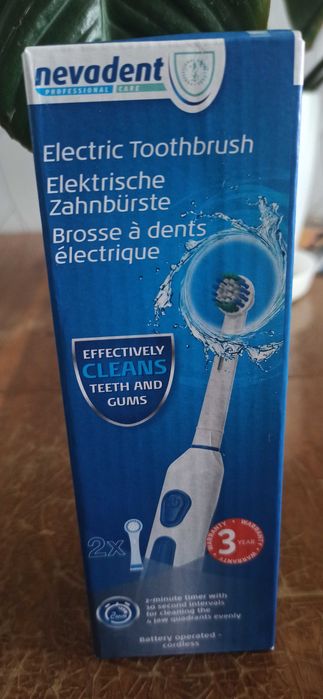 nevadent
PROFESSIONAL CARE
Electric Toothbrush
Elektrische
Zahnbürste
Brosse à dents
électrique
EFFECTIVELY
CLEANS
TEETH AND
GUMS
2x
WARRANTY
3 YEAR
WARRANTY
2-minute timer with
30 second intervals
for cleaning the
4 jaw quadrants evenly
Battery operated -
cordless